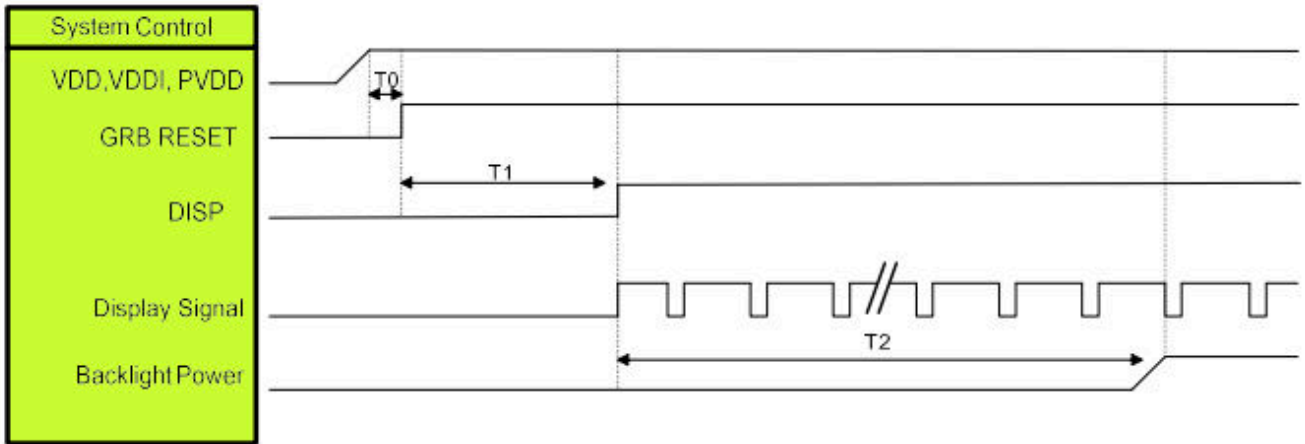 System Control
VDD,VDDI, PVDD
T0
GRB RESET
T1
DISP
Display Signal
T2
Backlight Power